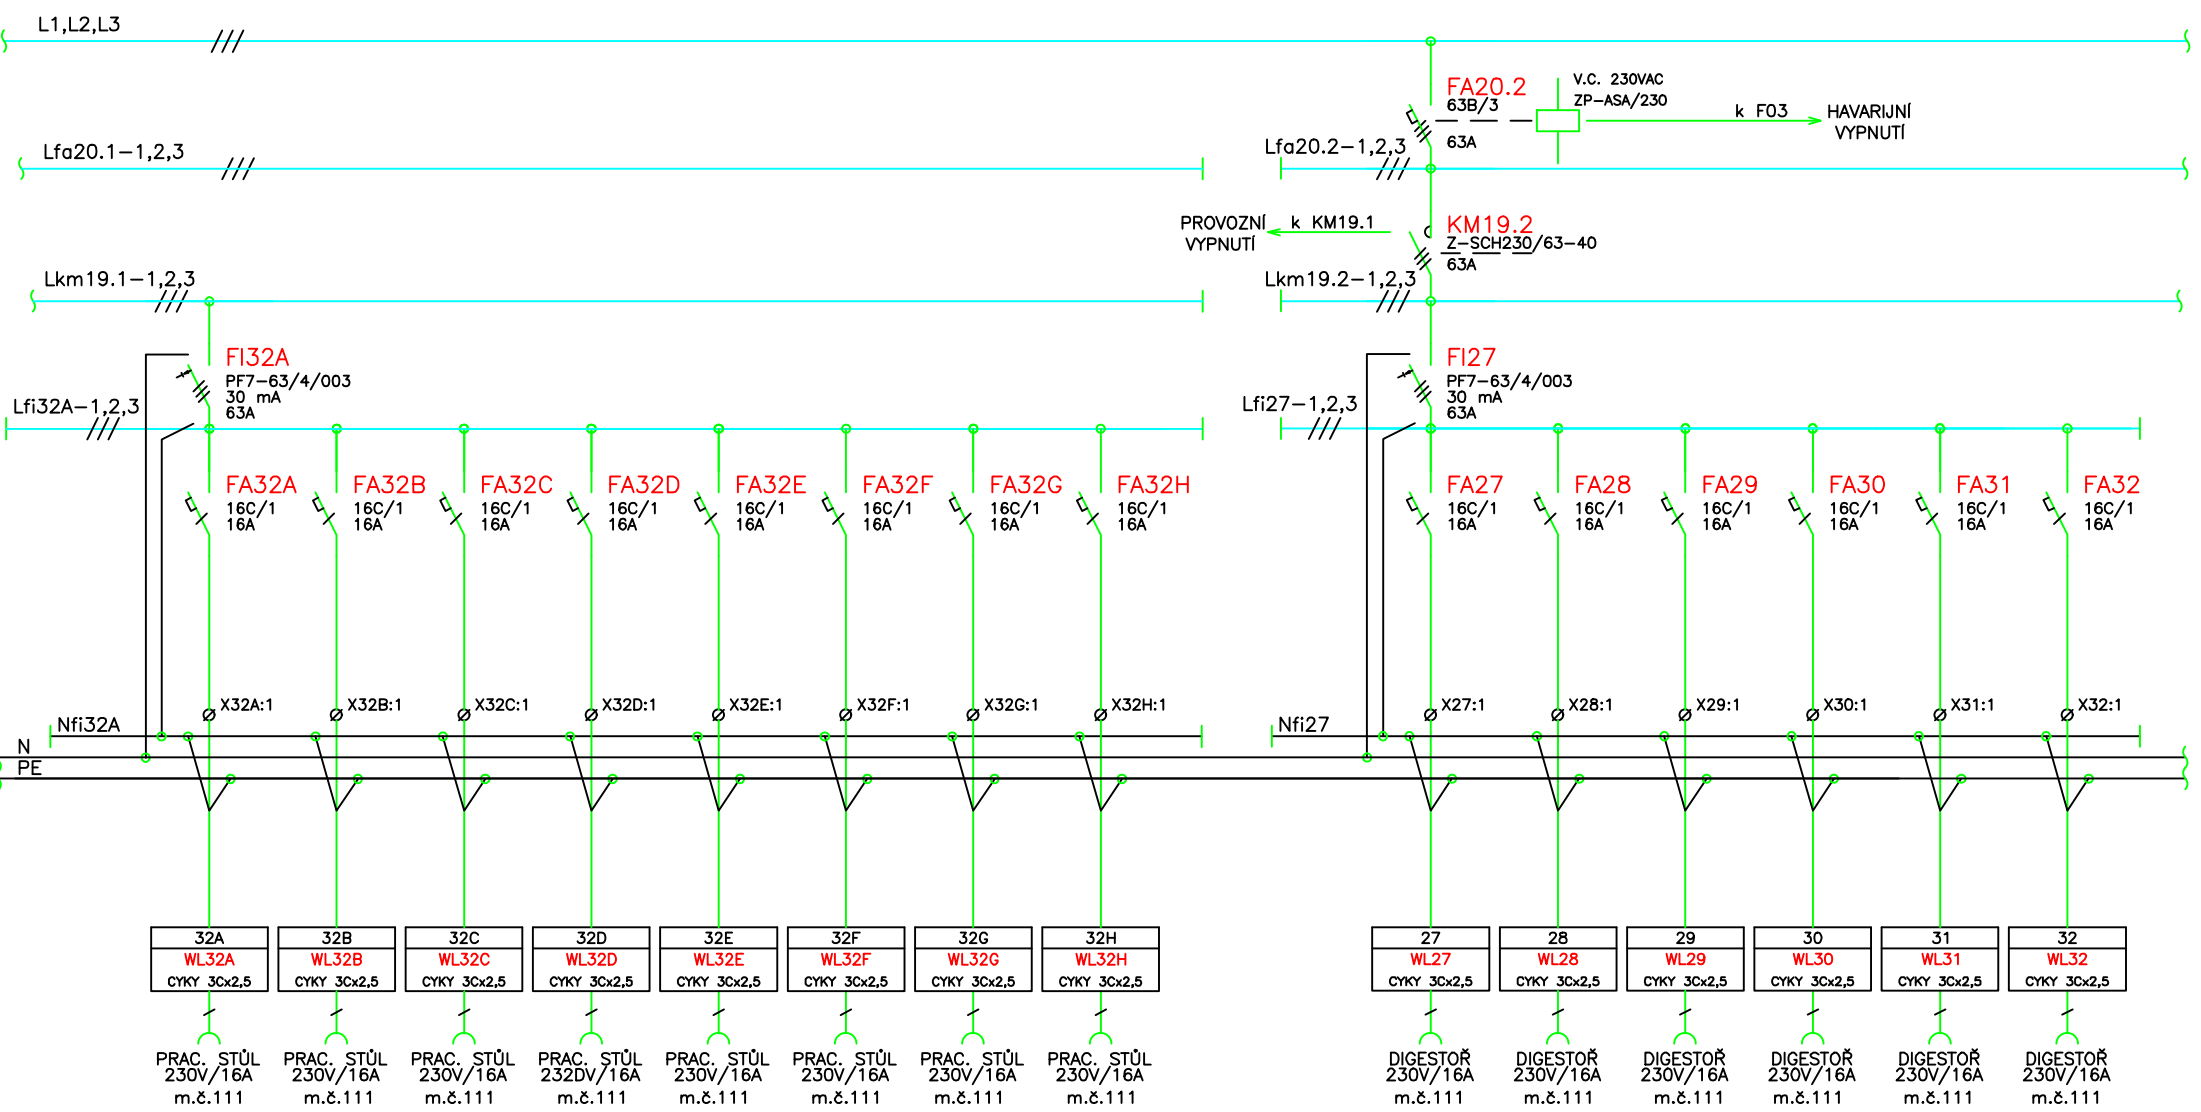 L1,L2,L3
FA20.2
63B/3
63A
V.C. 230VAC
ZP-ASA/230
k F03
HAVARIJNÍ
VYPNUTÍ
Lfa20.1-1,2,3
Lfa20.2-1,2,3
PROVOZNÍ
VYPNUTÍ
k KM19.1
KM19.2
Z-SCH230/63-40
63A
Lkm19.1-1,2,3
Lkm19.2-1,2,3
FI32A
PF7-63/4/003
30 mA
63A
FI27
PF7-63/4/003
30 mA
63A
Lfi32A-1,2,3
Lfi27-1,2,3
FA32A FA32B FA32C FA32D FA32E FA32F FA32G FA32H FA27 FA28 FA29 FA30 FA31 FA32
16C/1 16C/1 16C/1 16C/1 16C/1 16C/1 16C/1 16C/1 16C/1 16C/1 16C/1 16C/1 16C/1 16C/1
16A 16A 16A 16A 16A 16A 16A 16A 16A 16A 16A 16A 16A 16A
X32A:1 X32B:1 X32C:1 X32D:1 X32E:1 X32F:1 X32G:1 X32H:1 X27:1 X28:1 X29:1 X30:1 X31:1 X32:1
Nfi32A
Nfi27
N
PE
32A 32B 32C 32D 32E 32F 32G 32H 27 28 29 30 31 32
WL32A WL32B WL32C WL32D WL32E WL32F WL32G WL32H WL27 WL28 WL29 WL30 WL31 WL32
CYKY 3Cx2,5 CYKY 3Cx2,5 CYKY 3Cx2,5 CYKY 3Cx2,5 CYKY 3Cx2,5 CYKY 3Cx2,5 CYKY 3Cx2,5 CYKY 3Cx2,5 CYKY 3Cx2,5 CYKY 3Cx2,5 CYKY 3Cx2,5 CYKY 3Cx2,5 CYKY 3Cx2,5 CYKY 3Cx2,5
PRAC. STŮL PRAC. STŮL PRAC. STŮL PRAC. STŮL PRAC. STŮL PRAC. STŮL PRAC. STŮL PRAC. STŮL DIGESTOŘ DIGESTOŘ DIGESTOŘ DIGESTOŘ DIGESTOŘ DIGESTOŘ
230V/16A 230V/16A 230V/16A 232DV/16A 230V/16A 230V/16A 230V/16A 230V/16A 230V/16A 230V/16A 230V/16A 230V/16A 230V/16A 230V/16A
m.č.111 m.č.111 m.č.111 m.č.111 m.č.111 m.č.111 m.č.111 m.č.111 m.č.111 m.č.111 m.č.111 m.č.111 m.č.111 m.č.111